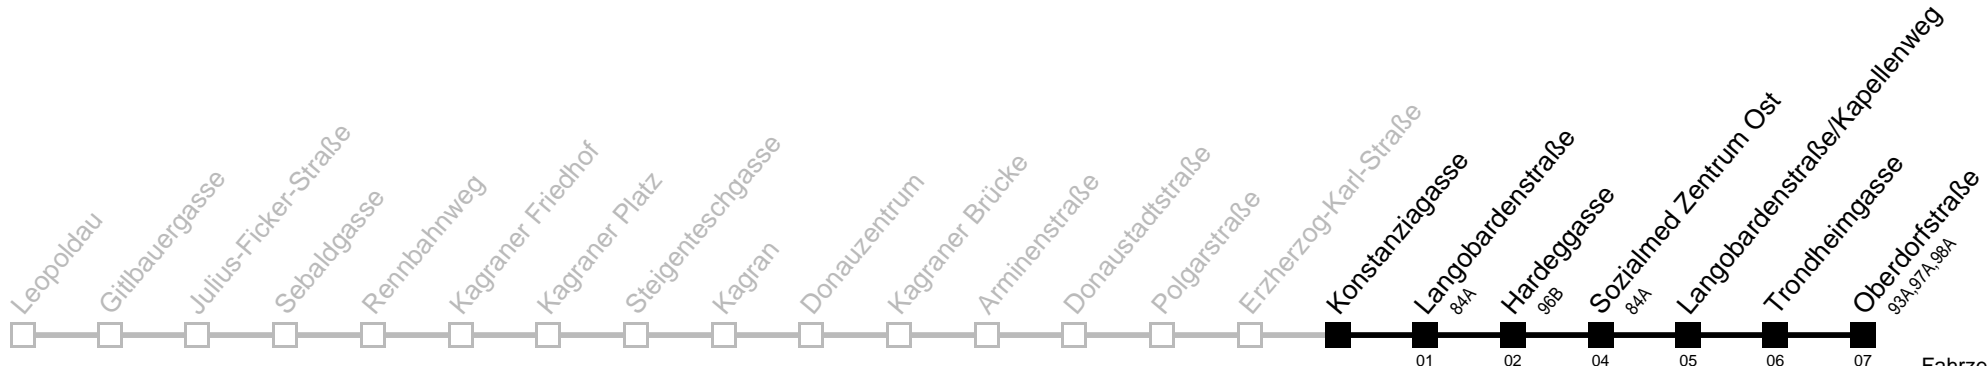 Leopoldau
Gitlbauergasse
Julius-Ficker-Straße
Sebaldgasse
Rennbahnweg
Kagraner Friedhof
Kagraner Platz
Steigenteschgasse
Kagran
Donauzentrum
Kagraner Brücke
Arminenstraße
Donaustadtstraße
Polgarstraße
Erzherzog-Karl-Straße
Konstanziagasse
Langobardenstraße
84A
Hardeggasse
96B
Sozialmed Zentrum Ost
84A
Langobardenstraße/Kapellenweg
Trondheimgasse
Oberdorfstraße
93A,97A,98A
01
02
04
05
06
07